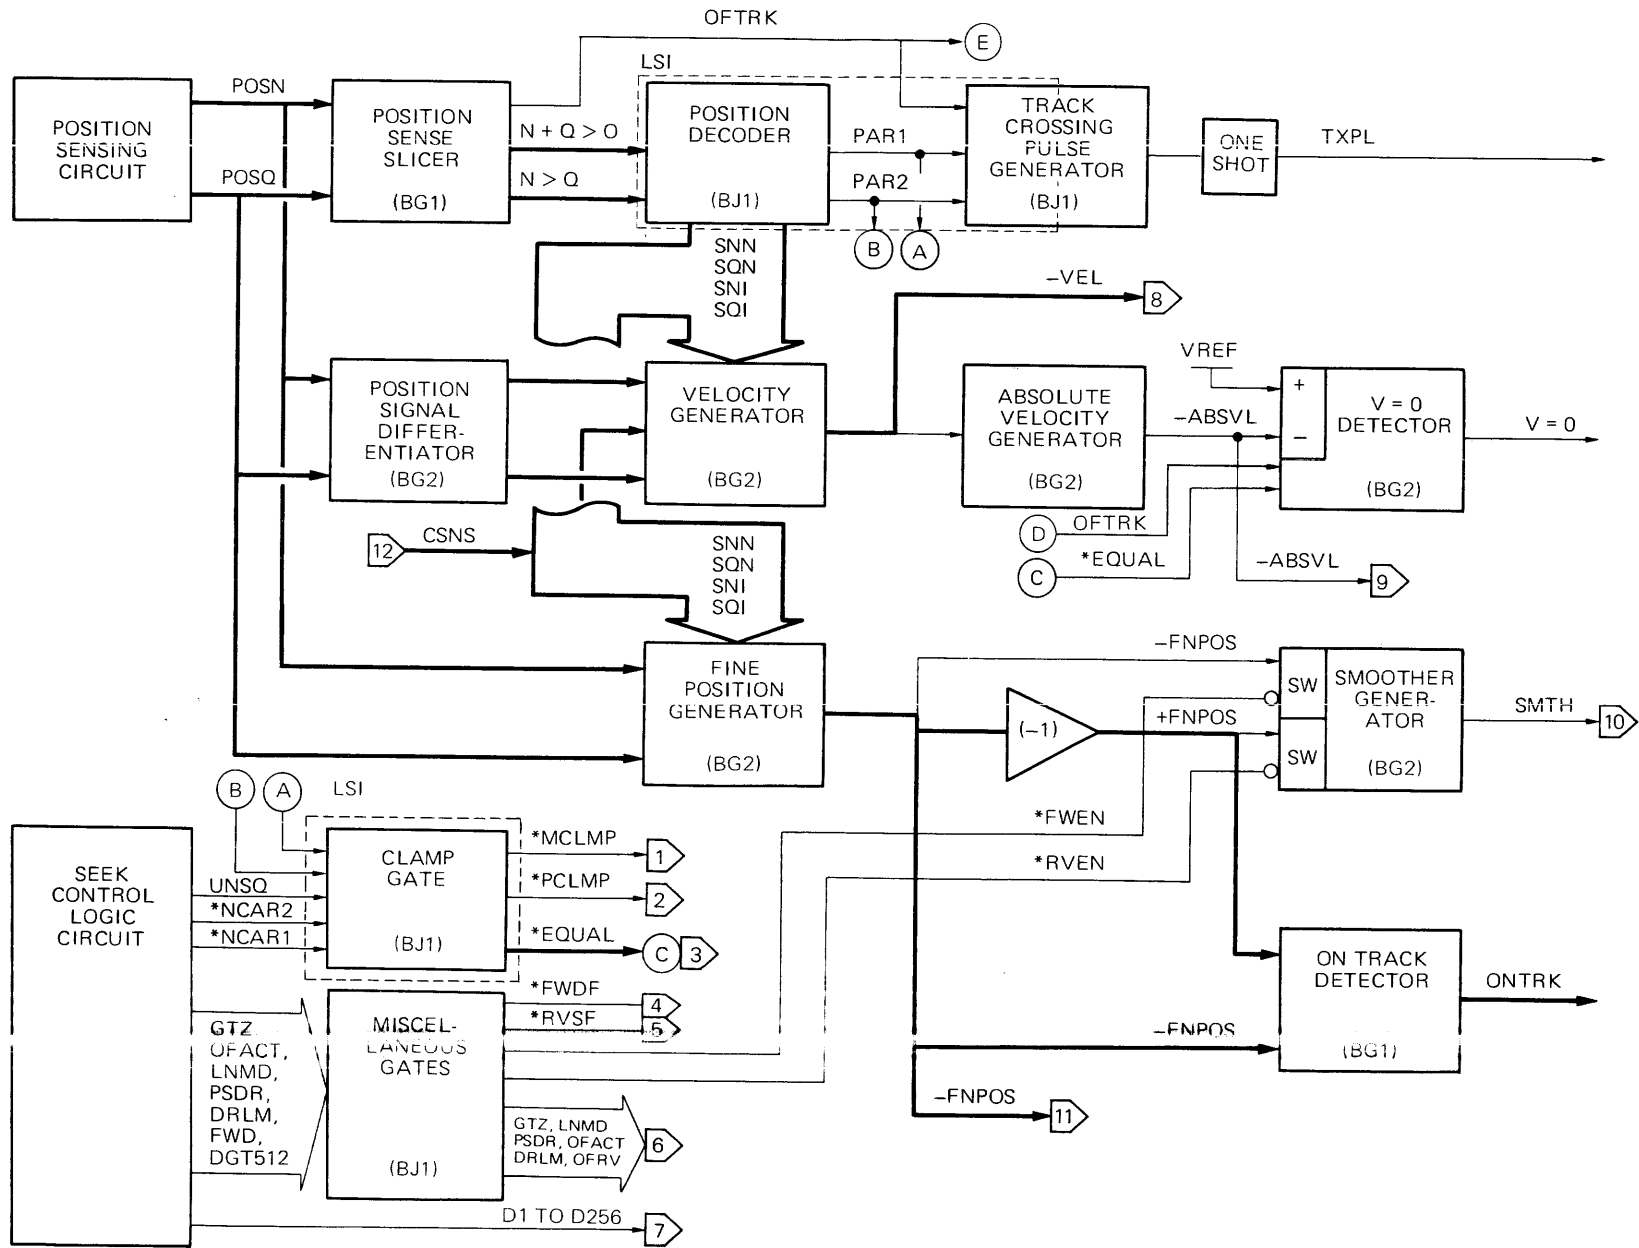 OFTRK
E
LSI
POSITION
SENSING
CIRCUIT
POSN
POSQ
POSITION
SENSE
SLICER
(BG1)
N + Q > O
N > Q
POSITION
DECODER
(BJ1)
PAR1
PAR2
B
A
TRACK
CROSSING
PULSE
GENERATOR
(BJ1)
ONE
SHOT
TXPL
SNN
SQN
SNI
SQI
–VEL
8
POSITION
SIGNAL
DIFFER-
ENTIATOR
(BG2)
VELOCITY
GENERATOR
(BG2)
ABSOLUTE
VELOCITY
GENERATOR
(BG2)
VREF
–ABSVL
+
–
V = 0
DETECTOR
(BG2)
V = 0
D
OFTRK
C
*EQUAL
–ABSVL
9
12
CSNS
SNN
SQN
SNI
SQI
FINE
POSITION
GENERATOR
(BG2)
–FNPOS
(–1)
+FNPOS
SW
SW
SMOOTHER
GENER-
ATOR
(BG2)
SMTH
10
*FWEN
*RVEN
B
A
LSI
SEEK
CONTROL
LOGIC
CIRCUIT
UNSQ
*NCAR2
*NCAR1
CLAMP
GATE
(BJ1)
*MCLMP
1
*PCLMP
2
*EQUAL
C
3
*FWDF
4
*RVSF
5
GTZ
OFACT,
LNMD,
PSDR,
DRLM,
FWD,
DGT512
MISCEL-
LANEOUS
GATES
(BJ1)
GTZ, LNMD
PSDR, OFACT
DRLM, OFRV
6
D1 TO D256
7
ON TRACK
DETECTOR
(BG1)
ONTRK
–FNPOS
–FNPOS
11